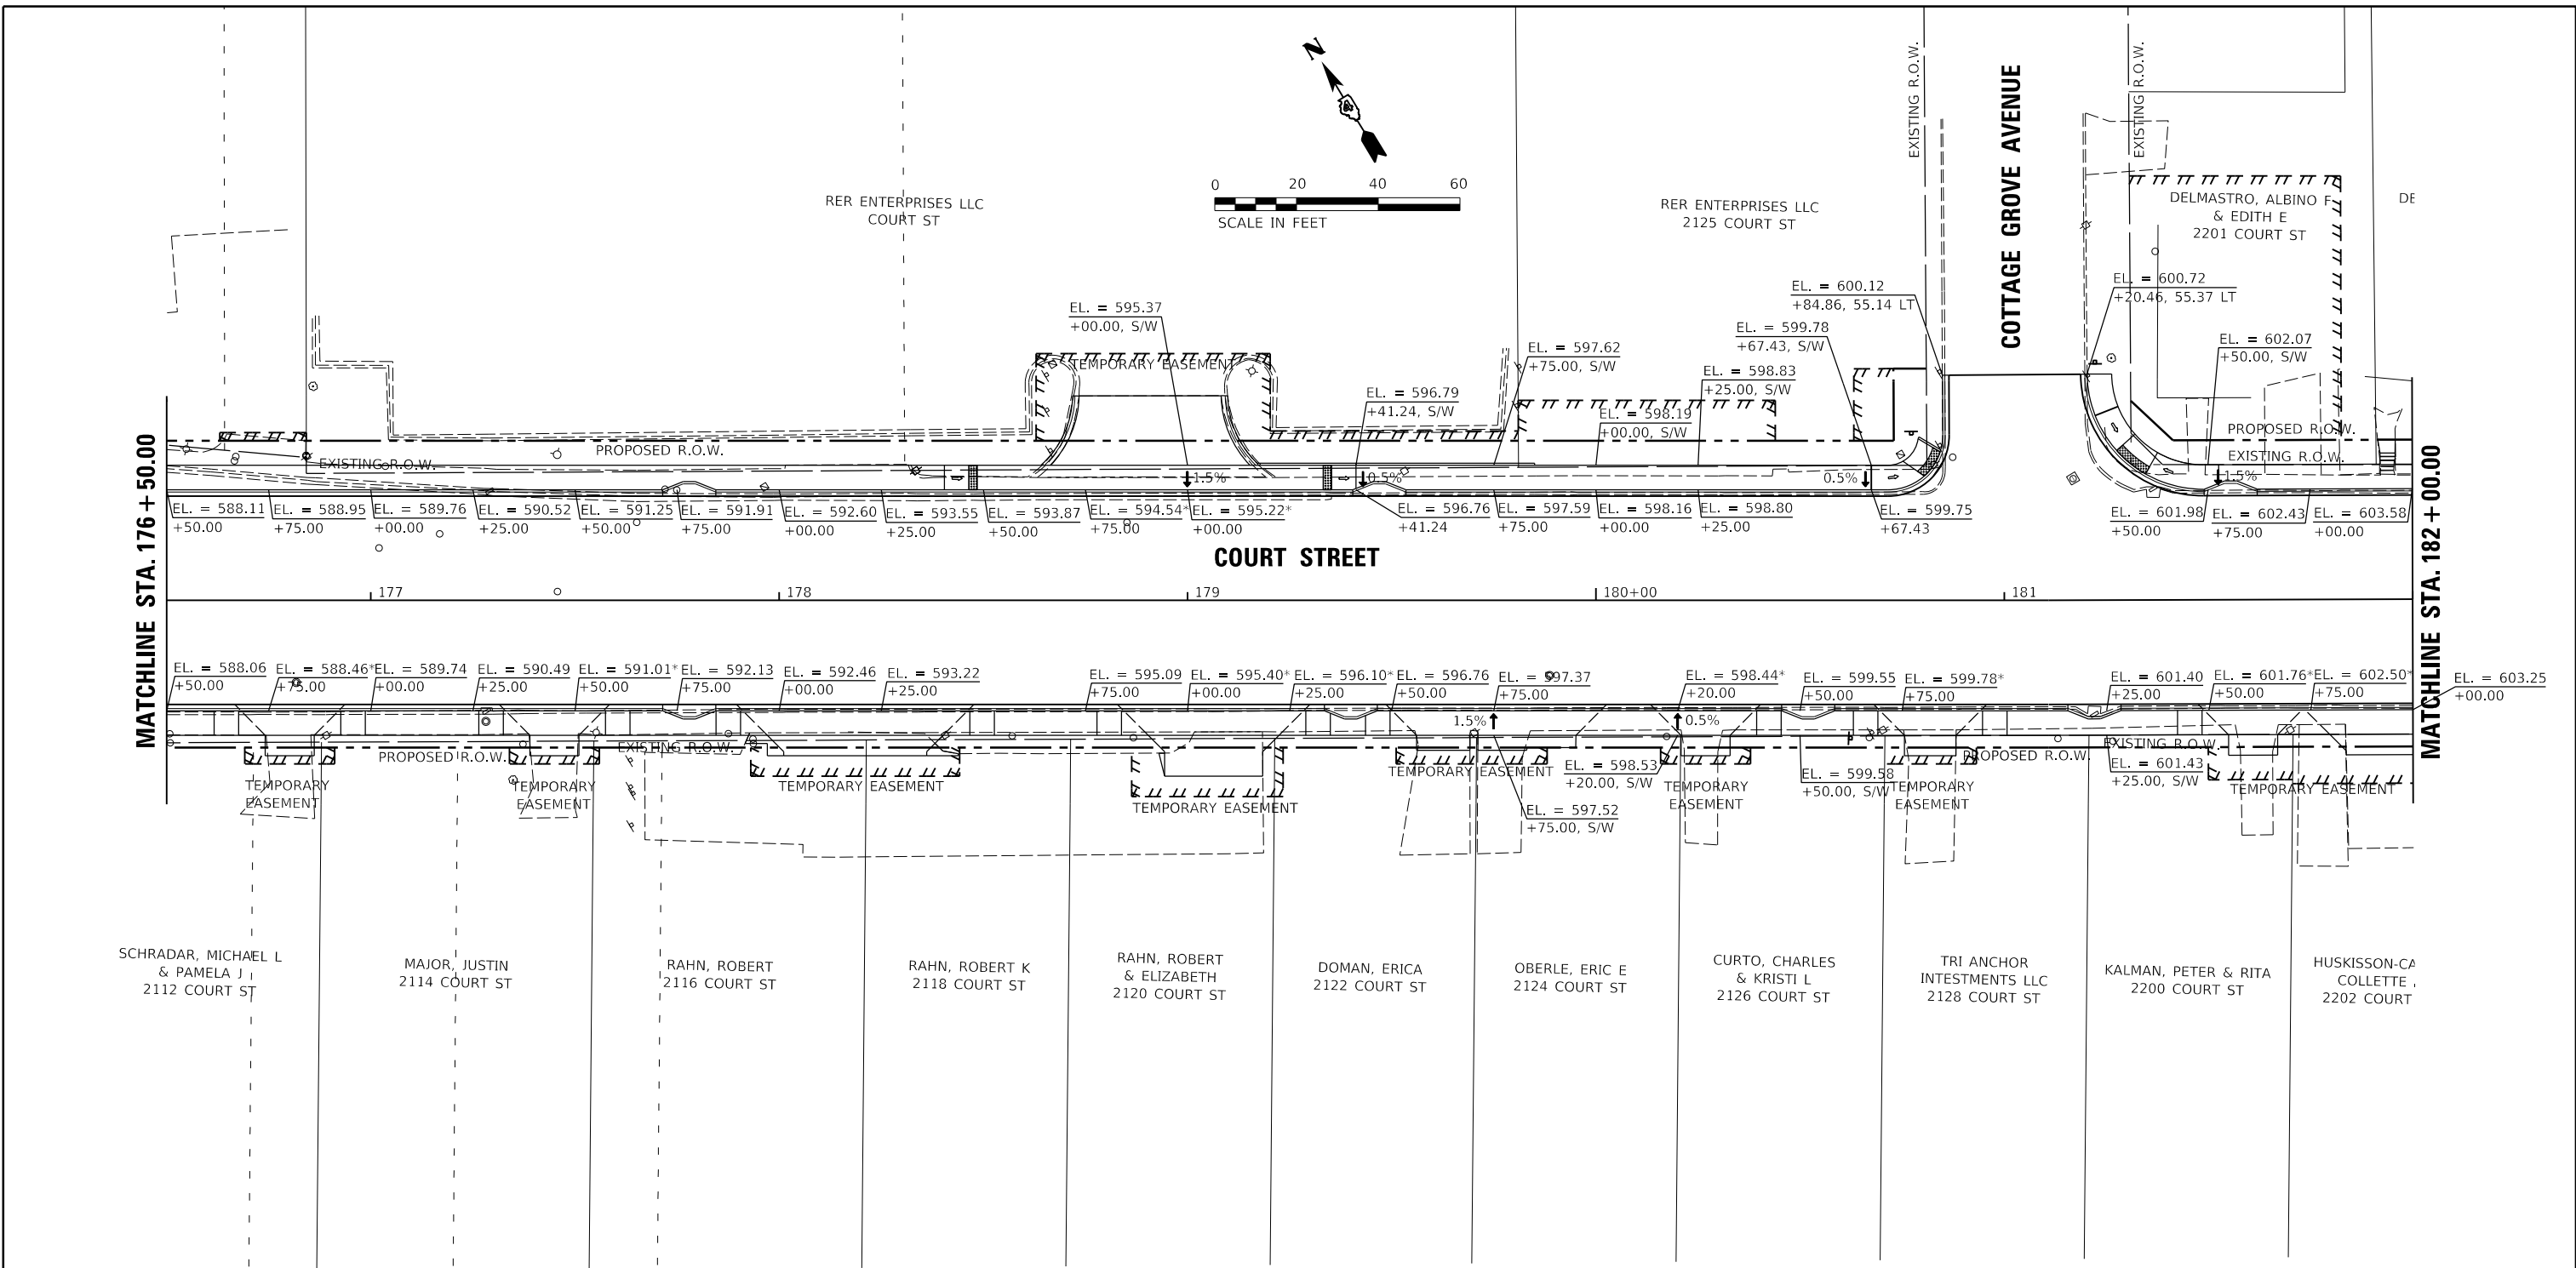 N
0 20 40 60
SCALE IN FEET
EXISTING R.O.W.
COTTAGE GROVE AVENUE
EXISTING R.O.W.
RER ENTERPRISES LLC
COURT ST
RER ENTERPRISES LLC
2125 COURT ST
DELMASTRO, ALBINO F
& EDITH E
2201 COURT ST
DE
EL. = 595.37
+00.00, S/W
TEMPORARY EASEMENT
EL. = 596.79
+41.24, S/W
EL. = 597.62
+75.00, S/W
EL. = 598.19
+00.00, S/W
EL. = 598.83
+25.00, S/W
EL. = 599.78
+67.43, S/W
EL. = 600.12
+84.86, 55.14 LT
EL. = 600.72
+20.46, 55.37 LT
EL. = 602.07
+50.00, S/W
MATCHLINE STA. 176+50.00
EXISTING R.O.W.
PROPOSED R.O.W.
1.5%
0.5%
0.5%
1.5%
PROPOSED R.O.W.
EXISTING R.O.W.
MATCHLINE STA. 182+00.00
EL. = 588.11
+50.00
EL. = 588.95
+75.00
EL. = 589.76
+00.00
EL. = 590.52
+25.00
EL. = 591.25
+50.00
EL. = 591.91
+75.00
EL. = 592.60
+00.00
EL. = 593.55
+25.00
EL. = 593.87
+50.00
EL. = 594.54*
+75.00
EL. = 595.22*
+00.00
EL. = 596.76
+41.24
EL. = 597.59
+75.00
EL. = 598.16
+00.00
EL. = 598.80
+25.00
EL. = 599.75
+67.43
EL. = 601.98
+50.00
EL. = 602.43
+75.00
EL. = 603.58
+00.00
COURT STREET
177
178
179
180+00
181
EL. = 588.06
+50.00
EL. = 588.46*
+75.00
EL. = 589.74
+00.00
EL. = 590.49
+25.00
EL. = 591.01*
+50.00
EL. = 592.13
+75.00
EL. = 592.46
+00.00
EL. = 593.22
+25.00
EL. = 595.09
+75.00
EL. = 595.40*
+00.00
EL. = 596.10*
+25.00
EL. = 596.76
+50.00
EL. = 597.37
+75.00
EL. = 598.44*
+20.00
EL. = 599.55
+50.00
EL. = 599.78*
+75.00
EL. = 601.40
+25.00
EL. = 601.76*
+50.00
EL. = 602.50*
+75.00
EL. = 603.25
+00.00
1.5%
0.5%
PROPOSED R.O.W.
EXISTING R.O.W.
PROPOSED R.O.W.
EXISTING R.O.W.
TEMPORARY
EASEMENT
TEMPORARY
EASEMENT
TEMPORARY EASEMENT
TEMPORARY EASEMENT
TEMPORARY EASEMENT
EL. = 597.52
+75.00, S/W
EL. = 598.53
+20.00, S/W
TEMPORARY
EASEMENT
EL. = 599.58
+50.00, S/W
TEMPORARY
EASEMENT
EL. = 601.43
+25.00, S/W
TEMPORARY EASEMENT
SCHRADAR, MICHAEL L
& PAMELA J
2112 COURT ST
MAJOR, JUSTIN
2114 COURT ST
RAHN, ROBERT
2116 COURT ST
RAHN, ROBERT K
2118 COURT ST
RAHN, ROBERT
& ELIZABETH
2120 COURT ST
DOMAN, ERICA
2122 COURT ST
OBERLE, ERIC E
2124 COURT ST
CURTO, CHARLES
& KRISTI L
2126 COURT ST
TRI ANCHOR
INTESTMENTS LLC
2128 COURT ST
KALMAN, PETER & RITA
2200 COURT ST
HUSKISSON-CA
COLLETTE
2202 COURT